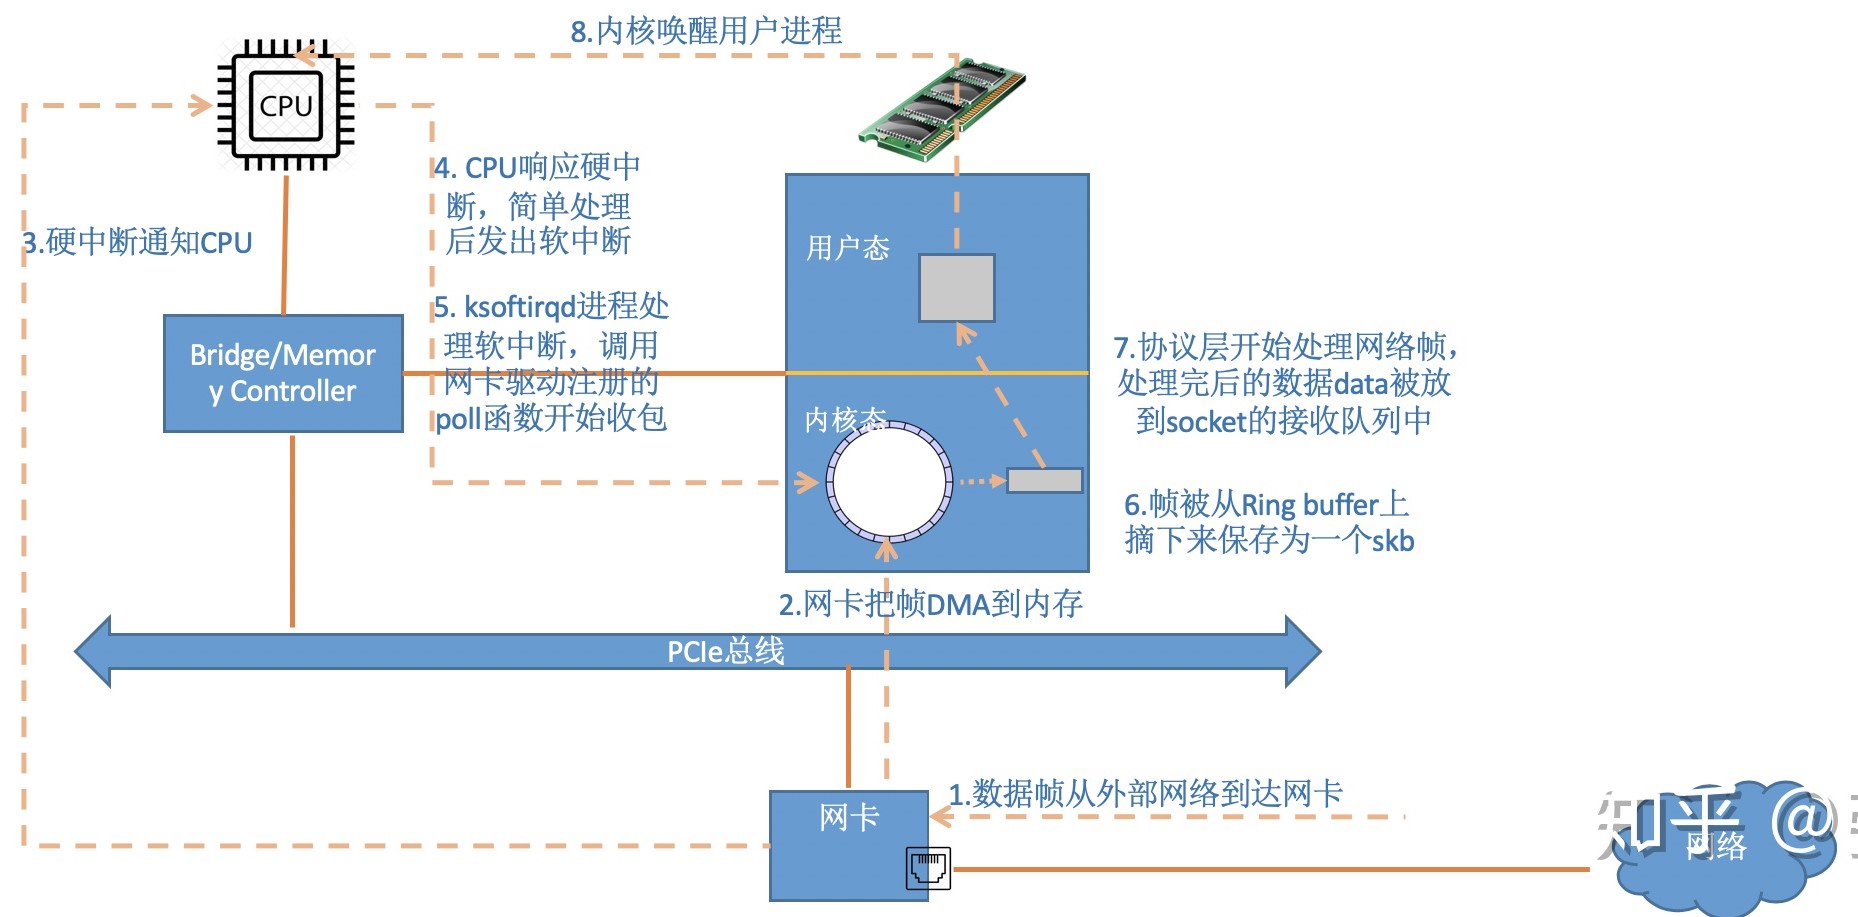 8.内核唤醒用户进程
CPU
4. CPU响应硬中
断，简单处理
后发出软中断
3.硬中断通知CPU
用户态
5. ksoftirqd进程处
理软中断，调用
网卡驱动注册的
poll函数开始收包
Bridge/Memor
y Controller
7.协议层开始处理网络帧，
处理完后的数据data被放
到socket的接收队列中
内核态
6.帧被从Ring buffer上
摘下来保存为一个skb
2.网卡把帧DMA到内存
PCIe总线
1.数据帧从外部网络到达网卡
网卡
知乎 @
网络